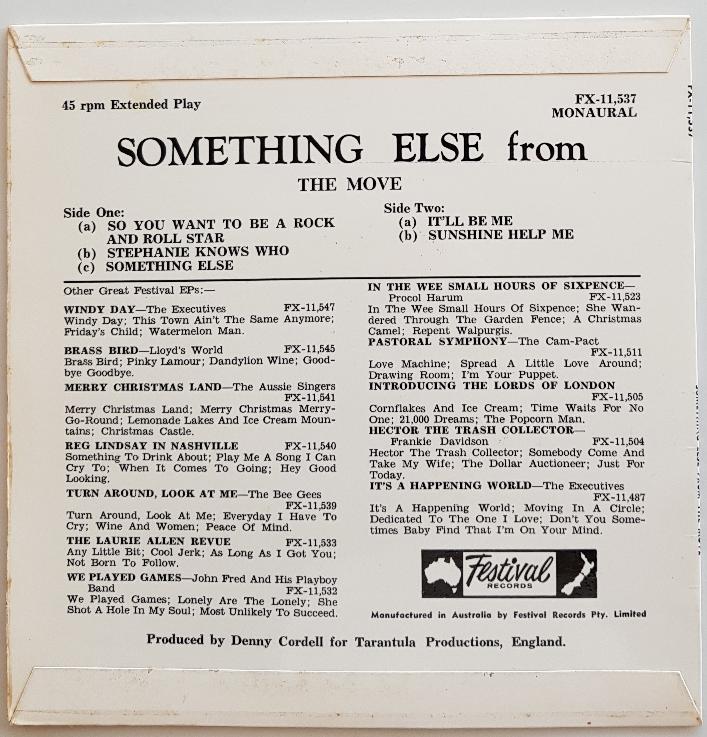 45 rpm Extended Play
FX-11,537
MONAURAL
SOMETHING ELSE from
THE MOVE
Side One:
(a) SO YOU WANT TO BE A ROCK
AND ROLL STAR
(b) STEPHANIE KNOWS WHO
(c) SOMETHING ELSE
Side Two:
(a) IT'LL BE ME
(b) SUNSHINE HELP ME
Other Great Festival EPs:—
WINDY DAY—The Executives FX-11,547
Windy Day; This Town Ain't The Same Anymore;
Friday's Child; Watermelon Man.
BRASS BIRD—Lloyd's World FX-11,545
Brass Bird; Pinky Lamour; Dandylion Wine; Good-
bye Goodbye.
MERRY CHRISTMAS LAND—The Aussie Singers
FX-11,541
Merry Christmas Land; Merry Christmas Merry-
Go-Round; Lemonade Lakes And Ice Cream Moun-
tains; Christmas Castle.
REG LINDSAY IN NASHVILLE FX-11,540
Something To Drink About; Play Me A Song I Can
Cry To; When It Comes To Going; Hey Good
Looking.
TURN AROUND, LOOK AT ME—The Bee Gees
FX-11,539
Turn Around, Look At Me; Everyday I Have To
Cry; Wine And Women; Peace Of Mind.
THE LAURIE ALLEN REVUE FX-11,533
Any Little Bit; Cool Jerk; As Long As I Got You;
Not Born To Follow.
WE PLAYED GAMES—John Fred And His Playboy
Band FX-11,532
We Played Games; Lonely Are The Lonely; She
Shot A Hole In My Soul; Most Unlikely To Succeed.
IN THE WEE SMALL HOURS OF SIXPENCE—
Procol Harum FX-11,523
In The Wee Small Hours Of Sixpence; She Wan-
dered Through The Garden Fence; A Christmas
Camel; Repent Walpurgis.
PASTORAL SYMPHONY—The Cam-Pact
FX-11,511
Love Machine; Spread A Little Love Around;
Drawing Room; I'm Your Puppet.
INTRODUCING THE LORDS OF LONDON
FX-11,505
Cornflakes And Ice Cream; Time Waits For No
One; 21,000 Dreams; The Popcorn Man.
HECTOR THE TRASH COLLECTOR—
Frankie Davidson FX-11,504
Hector The Trash Collector; Somebody Come And
Take My Wife; The Dollar Auctioneer; Just For
Today.
IT'S A HAPPENING WORLD—The Executives
FX-11,487
It's A Happening World; Moving In A Circle;
Dedicated To The One I Love; Don't You Some-
times Baby Find That I'm On Your Mind.
Festival
RECORDS
Manufactured in Australia by Festival Records Pty. Limited
Produced by Denny Cordell for Tarantula Productions, England.